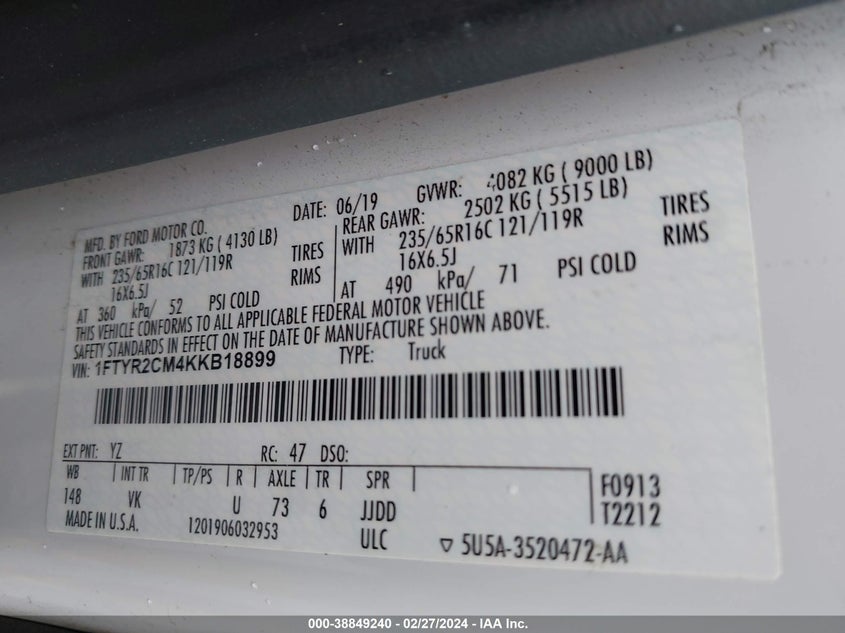 MFD. BY FORD MOTOR CO. DATE: 06/19 GVWR: 4082 KG ( 9000 LB)
FRONT GAWR: 1873 KG ( 4130 LB) REAR GAWR: 2502 KG ( 5515 LB)
WITH 235/65R16C 121/119R TIRES WITH 235/65R16C 121/119R TIRES
16X6.5J RIMS 16X6.5J RIMS
AT 360 kPa/ 52 PSI COLD AT 490 kPa/ 71 PSI COLD
THIS VEHICLE CONFORMS TO ALL APPLICABLE FEDERAL MOTOR VEHICLE
SAFETY STANDARDS IN EFFECT ON THE DATE OF MANUFACTURE SHOWN ABOVE.
VIN: 1FTYR2CM4KKB18899 TYPE: Truck
EXT PNT: YZ RC: 47 DSO:
WB INT TR TP/PS R AXLE TR SPR F0913
148 VK U 73 6 JJDD T2212
MADE IN U.S.A. 1201906032953 ULC ▽ 5U5A-3520472-AA
000-38849240 - 02/27/2024 - IAA Inc.